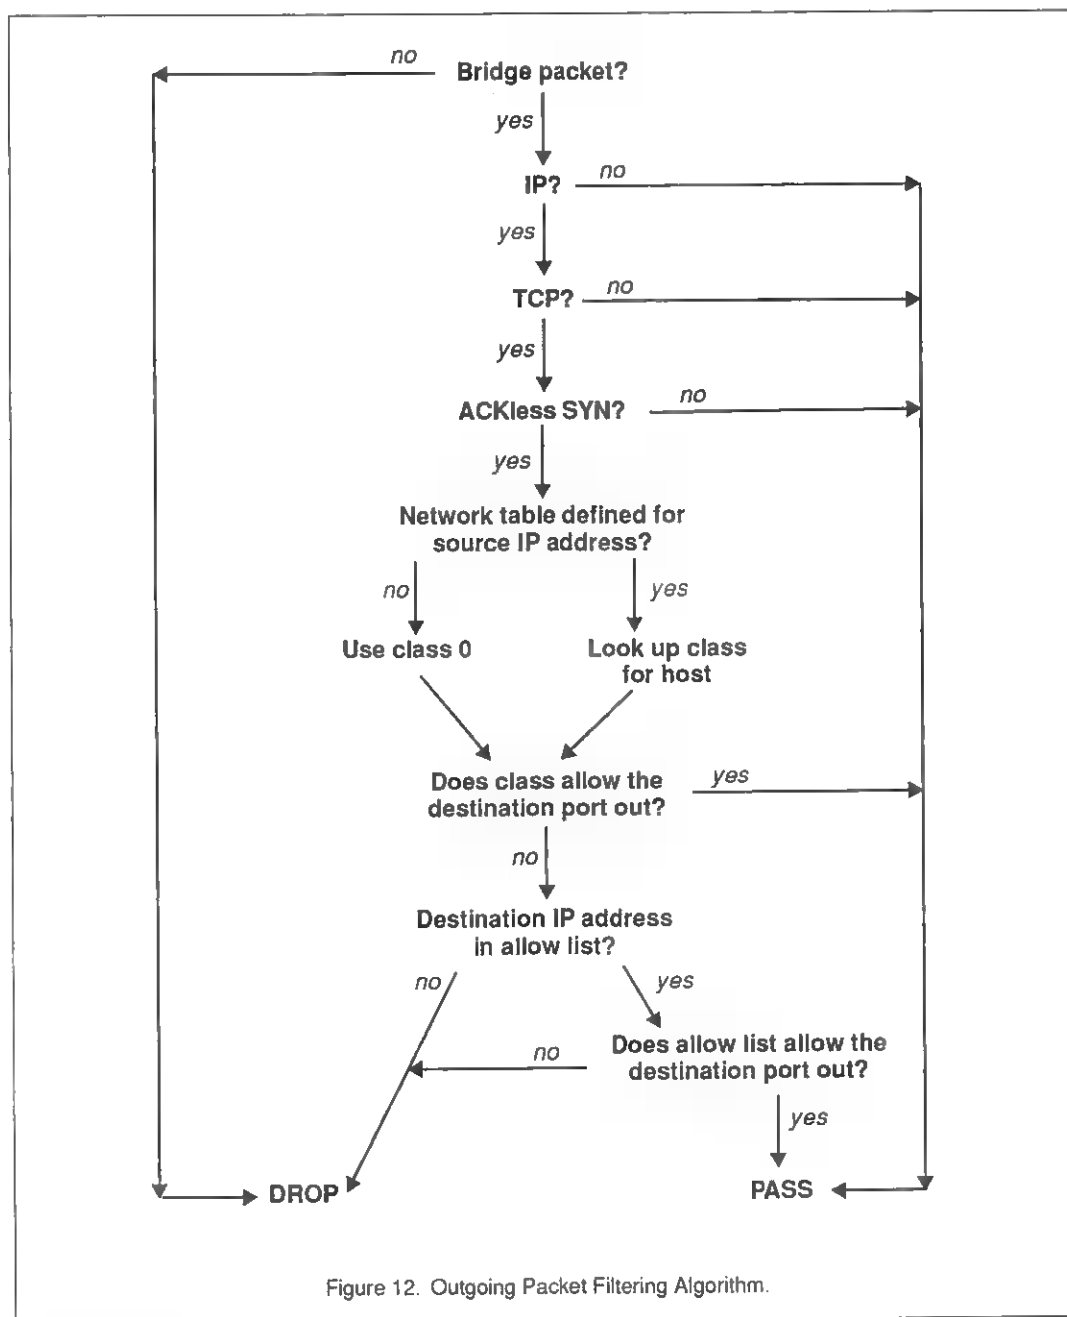 no
Bridge packet?
yes
IP?
no
yes
TCP?
no
yes
ACKless SYN?
no
yes
Network table defined for
source IP address?
no
yes
Use class 0
Look up class
for host
Does class allow the
destination port out?
yes
no
Destination IP address
in allow list?
no
yes
Does allow list allow the
destination port out?
no
yes
DROP
PASS
Figure 12. Outgoing Packet Filtering Algorithm.